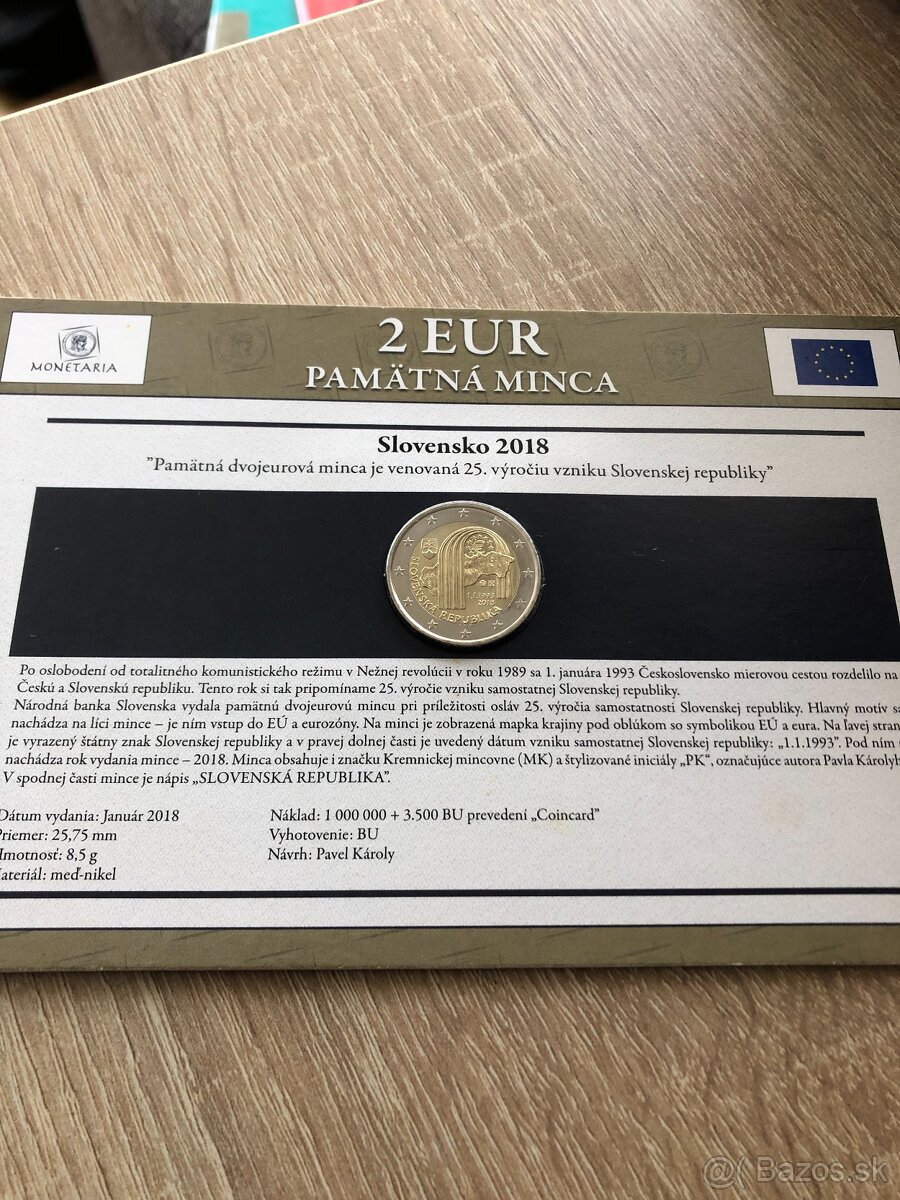 MONETARIA
2 EUR
PAMÄTNÁ MINCA
Slovensko 2018
"Pamätná dvojeurová minca je venovaná 25. výročiu vzniku Slovenskej republiky"
SLOVENSKÁ REPUBLIKA
1.1.1993
2018
Po oslobodení od totalitného komunistického režimu v Nežnej revolúcii v roku 1989 sa 1. januára 1993 Československo mierovou cestou rozdelilo na
Českú a Slovenskú republiku. Tento rok si tak pripomíname 25. výročie vzniku samostatnej Slovenskej republiky.
Národná banka Slovenska vydala pamätnú dvojeurovú mincu pri príležitosti osláv 25. výročia samostatnosti Slovenskej republiky. Hlavný motív sa
nachádza na líci mince – je ním vstup do EÚ a eurozóny. Na minci je zobrazená mapka krajiny pod oblúkom so symbolikou EÚ a eura. Na ľavej stran
je vyrazený štátny znak Slovenskej republiky a v pravej dolnej časti je uvedený dátum vzniku samostatnej Slovenskej republiky: „1.1.1993". Pod ním
nachádza rok vydania mince – 2018. Minca obsahuje i značku Kremnickej mincovne (MK) a štylizované iniciály „PK", označujúce autora Pavla Károlyh
V spodnej časti mince je nápis „SLOVENSKÁ REPUBLIKA".
Dátum vydania: Január 2018
Náklad: 1 000 000 + 3.500 BU prevedení „Coincard"
Priemer: 25,75 mm
Vyhotovenie: BU
Hmotnosť: 8,5 g
Návrh: Pavel Károly
ateriál: meď-nikel
@( Bazos.sk